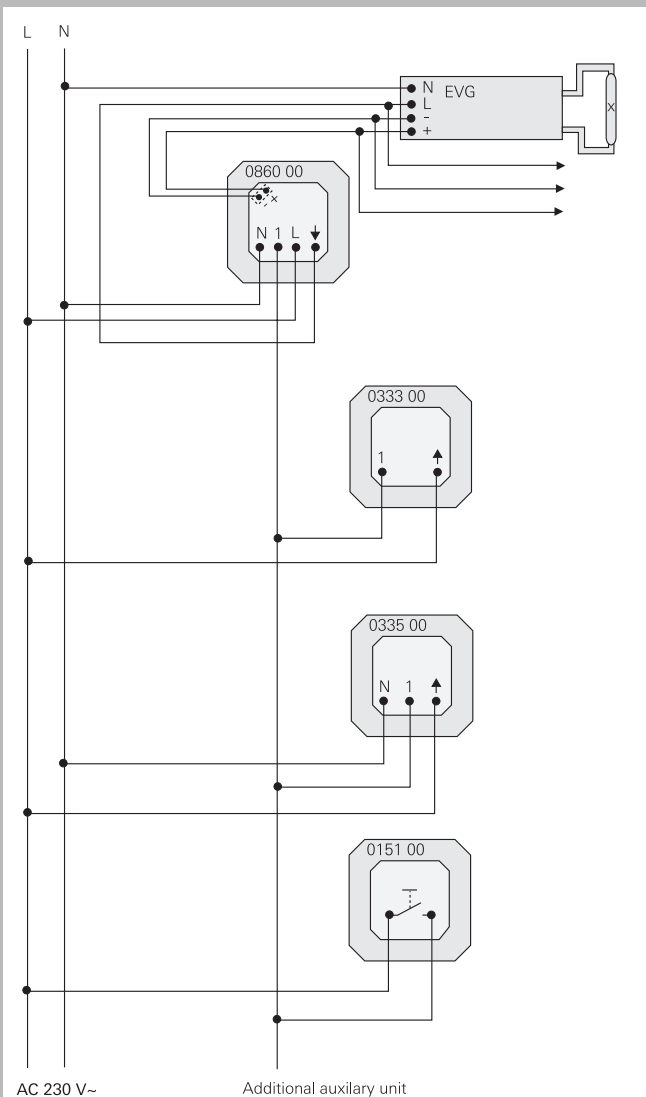 L N
N EVG
L
-
+
0860 00
x
x
N 1 L
0333 00
1
0335 00
N 1
0151 00
AC 230 V~ Additional auxilary unit